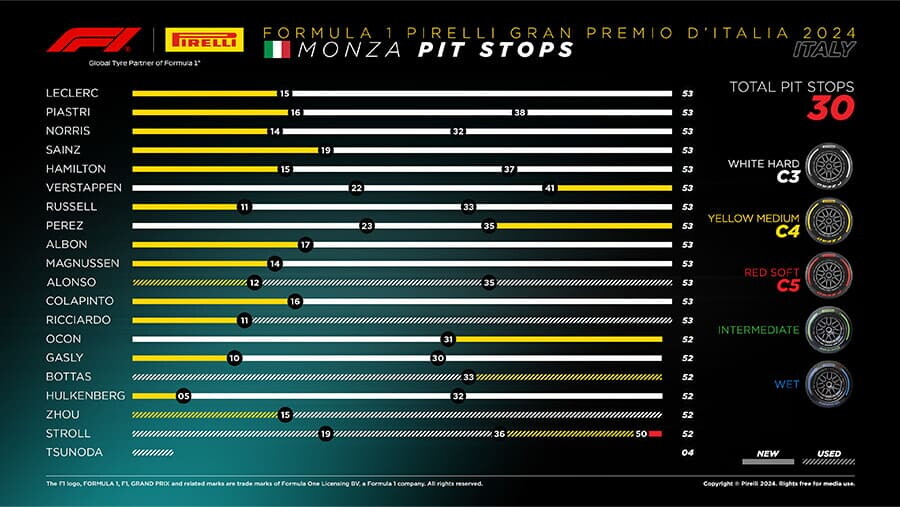 F1
PIRELLI
Global Tyre Partner of Formula 1®
FORMULA 1 PIRELLI GRAN PREMIO D'ITALIA 2024
MONZA PIT STOPS
ITALY
LECLERC 15 53
PIASTRI 16 38 53
NORRIS 14 32 53
SAINZ 19 53
HAMILTON 15 37 53
VERSTAPPEN 22 41 53
RUSSELL 11 33 53
PEREZ 23 35 53
ALBON 17 53
MAGNUSSEN 14 53
ALONSO 12 35 53
COLAPINTO 16 53
RICCIARDO 11 53
OCON 31 52
GASLY 10 30 52
BOTTAS 33 52
HULKENBERG 05 32 52
ZHOU 15 52
STROLL 19 36 50 52
TSUNODA 04
TOTAL PIT STOPS
30
WHITE HARD
C3
YELLOW MEDIUM
C4
RED SOFT
C5
INTERMEDIATE
WET
NEW USED
The F1 logo, FORMULA 1, F1, GRAND PRIX and related marks are trade marks of Formula One Licensing BV, a Formula 1 company. All rights reserved.
Copyright © Pirelli 2024. Rights free for media use.